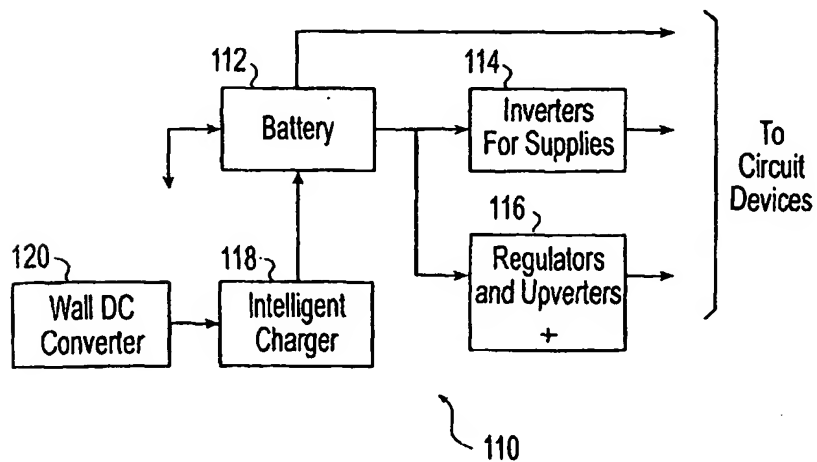 112
Battery
114
Inverters
For Supplies
To
Circuit
Devices
116
Regulators
and Upverters
+
120
Wall DC
Converter
118
Intelligent
Charger
110